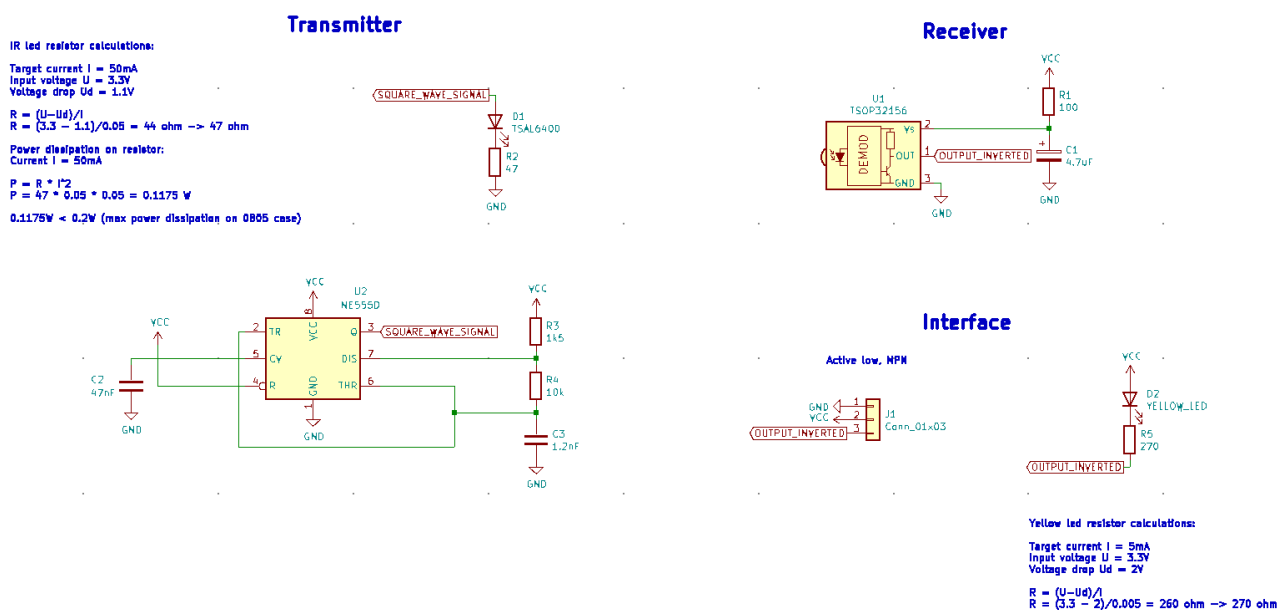 Transmitter
IR led resistor calculations:
Target current I = 50mA
Input voltage U = 3.3V
Voltage drop Ud = 1.1V
R = (U-Ud)/I
R = (3.3 - 1.1)/0.05 = 44 ohm -> 47 ohm
Power dissipation on resistor:
Current I = 50mA
P = R * I^2
P = 47 * 0.05 * 0.05 = 0.1175 W
0.1175W < 0.2W (max power dissipation on 0805 case)
SQUARE_WAVE_SIGNAL
D1
TSAL6400
R2
47
GND
Receiver
VCC
R1
100
U1
TSOP32156
Vs
2
DEMOD
OUT
1
OUTPUT_INVERTED
GND
3
GND
C1
+
4.7uF
GND
VCC
U2
NE555D
VCC
8
VCC
2
TR
Q
3
SQUARE_WAVE_SIGNAL
5
CV
DIS
7
4
R
THR
6
GND
1
GND
C2
47nF
GND
VCC
R3
1k5
R4
10k
C3
1.2nF
GND
Interface
Active low, NPN
GND
1
VCC
2
OUTPUT_INVERTED
3
J1
Conn_01x03
VCC
D2
YELLOW_LED
R5
270
OUTPUT_INVERTED
Yellow led resistor calculations:
Target current I = 5mA
Input voltage U = 3.3V
Voltage drop Ud = 2V
R = (U-Ud)/I
R = (3.3 - 2)/0.005 = 260 ohm -> 270 ohm